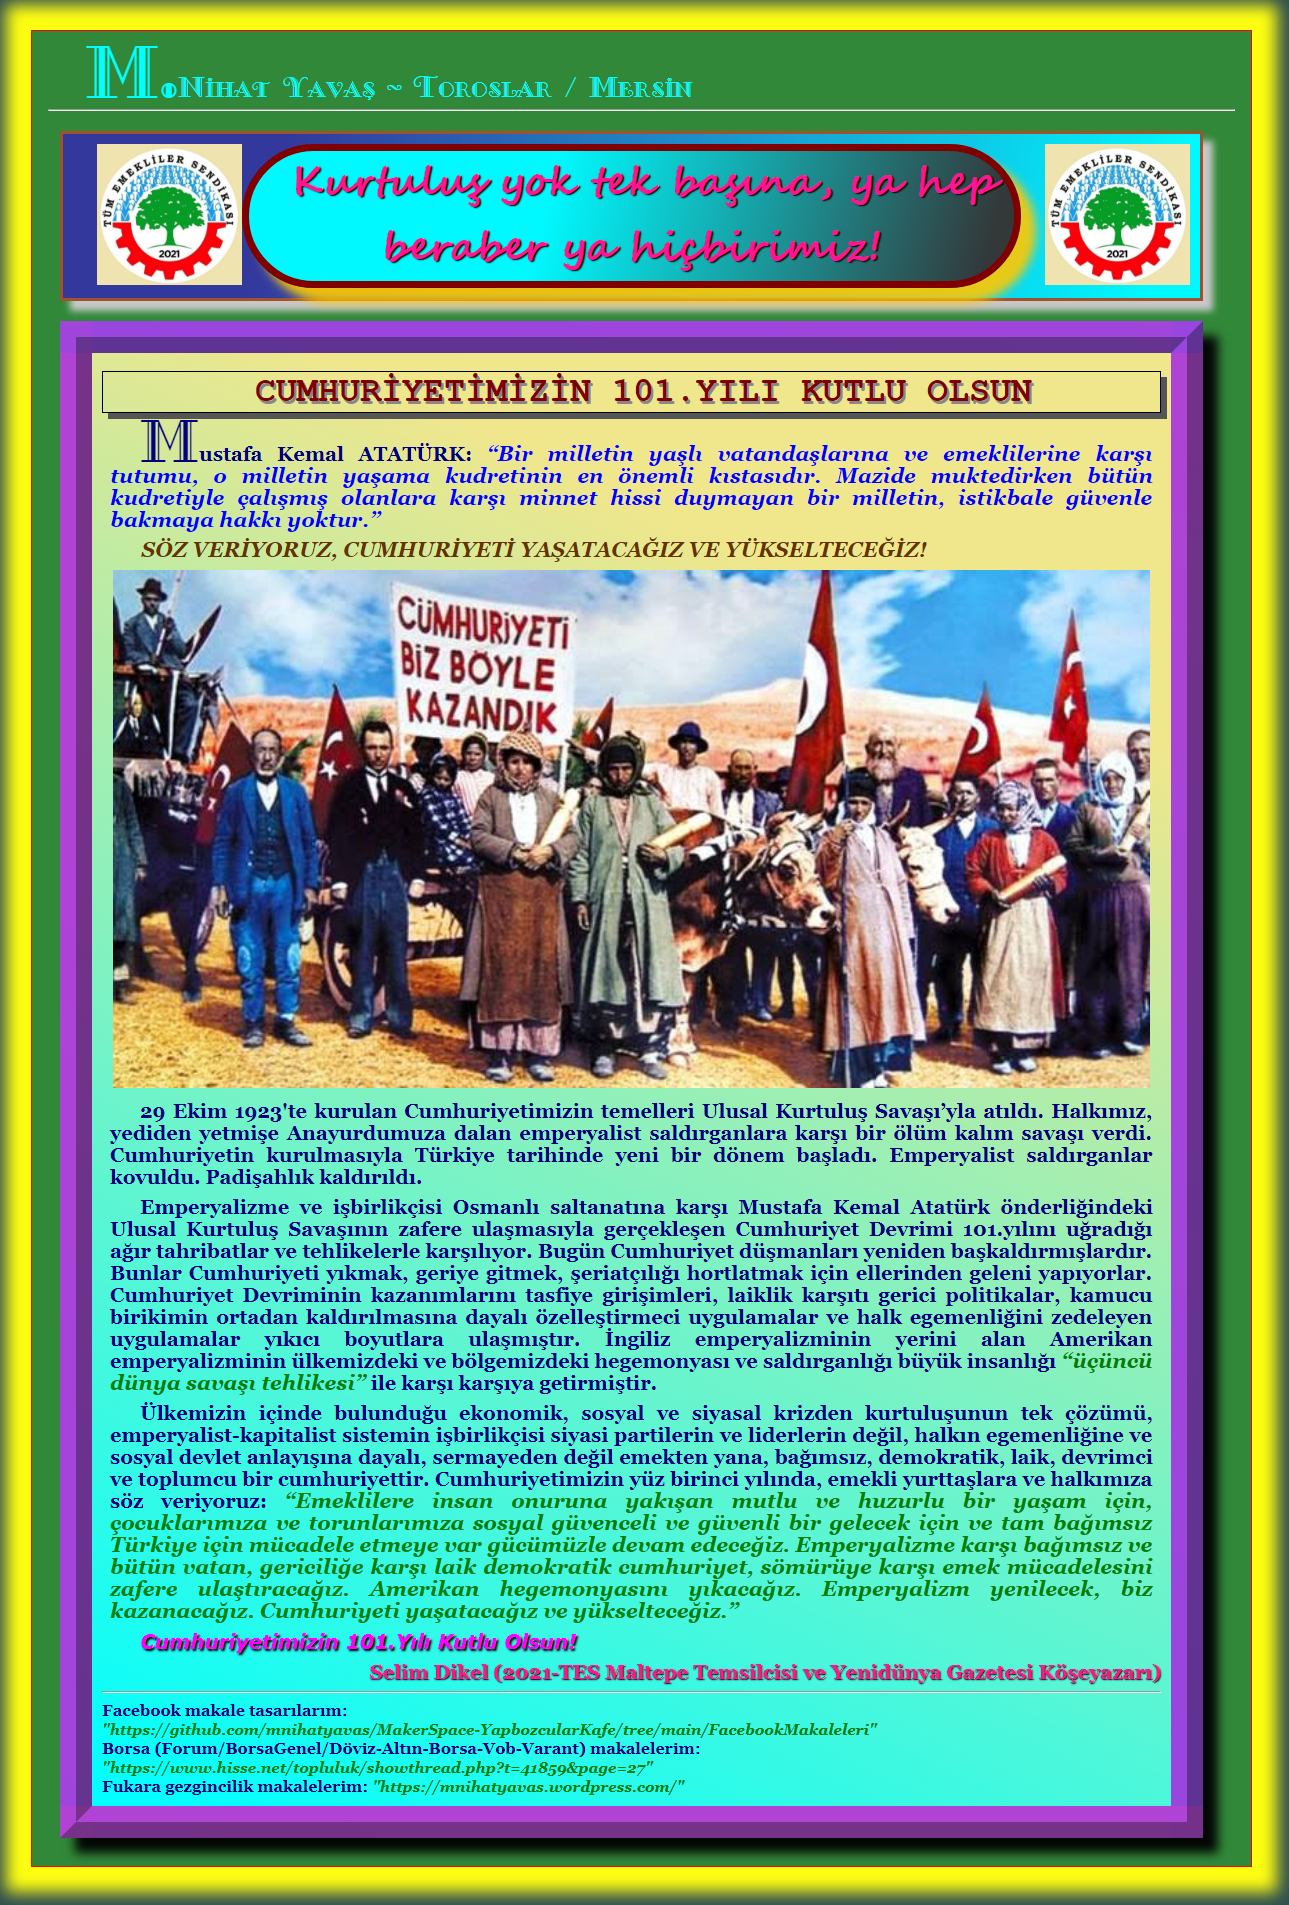 M☻NİHAT YAVAŞ ~ TOROSLAR / MERSİN
TÜM EMEKLİLER SENDİKASI
2021
Kurtuluş yok tek başına, ya hep
beraber ya hiçbirimiz!
TÜM EMEKLİLER SENDİKASI
2021
CUMHURİYETİMİZİN 101.YILI KUTLU OLSUN
Mustafa Kemal ATATÜRK: “Bir milletin yaşlı vatandaşlarına ve emeklilerine karşı
tutumu, o milletin yaşama kudretinin en önemli kıstasıdır. Mazide muktedirken bütün
kudretiyle çalışmış olanlara karşı minnet hissi duymayan bir milletin, istikbale güvenle
bakmaya hakkı yoktur.”
SÖZ VERİYORUZ, CUMHURİYETİ YAŞATACAĞIZ VE YÜKSELTECEĞİZ!
CÜMHURİYETİ
BİZ BÖYLE
KAZANDIK
29 Ekim 1923'te kurulan Cumhuriyetimizin temelleri Ulusal Kurtuluş Savaşı’yla atıldı. Halkımız,
yediden yetmişe Anayurdumuza dalan emperyalist saldırganlara karşı bir ölüm kalım savaşı verdi.
Cumhuriyetin kurulmasıyla Türkiye tarihinde yeni bir dönem başladı. Emperyalist saldırganlar
kovuldu. Padişahlık kaldırıldı.
Emperyalizme ve işbirlikçisi Osmanlı saltanatına karşı Mustafa Kemal Atatürk önderliğindeki
Ulusal Kurtuluş Savaşının zafere ulaşmasıyla gerçekleşen Cumhuriyet Devrimi 101.yılını uğradığı
ağır tahribatlar ve tehlikelerle karşılıyor. Bugün Cumhuriyet düşmanları yeniden başkaldırmışlardır.
Bunlar Cumhuriyeti yıkmak, geriye gitmek, şeriatçılığı hortlatmak için ellerinden geleni yapıyorlar.
Cumhuriyet Devriminin kazanımlarını tasfiye girişimleri, laiklik karşıtı gerici politikalar, kamucu
birikimin ortadan kaldırılmasına dayalı özelleştirmeci uygulamalar ve halk egemenliğini zedeleyen
uygulamalar yıkıcı boyutlara ulaşmıştır. İngiliz emperyalizminin yerini alan Amerikan
emperyalizminin ülkemizdeki ve bölgemizdeki hegemonyası ve saldırganlığı büyük insanlığı “üçüncü
dünya savaşı tehlikesi” ile karşı karşıya getirmiştir.
Ülkemizin içinde bulunduğu ekonomik, sosyal ve siyasal krizden kurtuluşunun tek çözümü,
emperyalist-kapitalist sistemin işbirlikçisi siyasi partilerin ve liderlerin değil, halkın egemenliğine ve
sosyal devlet anlayışına dayalı, sermayeden değil emekten yana, bağımsız, demokratik, laik, devrimci
ve toplumcu bir cumhuriyettir. Cumhuriyetimizin yüz birinci yılında, emekli yurttaşlara ve halkımıza
söz veriyoruz: “Emeklilere insan onuruna yakışan mutlu ve huzurlu bir yaşam için,
çocuklarımıza ve torunlarımıza sosyal güvenceli ve güvenli bir gelecek için ve tam bağımsız
Türkiye için mücadele etmeye var gücümüzle devam edeceğiz. Emperyalizme karşı bağımsız ve
bütün vatan, gericiliğe karşı laik demokratik cumhuriyet, sömürüye karşı emek mücadelesini
zafere ulaştıracağız. Amerikan hegemonyasını yıkacağız. Emperyalizm yenilecek, biz
kazanacağız. Cumhuriyeti yaşatacağız ve yükselteceğiz.”
Cumhuriyetimizin 101.Yılı Kutlu Olsun!
Selim Dikel (2021-TES Maltepe Temsilcisi ve Yenidünya Gazetesi Köşeyazarı)
Facebook makale tasarılarım:
"https://github.com/mnihatyavas/MakerSpace-YapbozcularKafe/tree/main/FacebookMakaleleri"
Borsa (Forum/BorsaGenel/Döviz-Altın-Borsa-Vob-Varant) makalelerim:
"https://www.hisse.net/topluluk/showthread.php?t=41859&page=27"
Fukara gezgincilik makalelerim: "https://mnihatyavas.wordpress.com/"